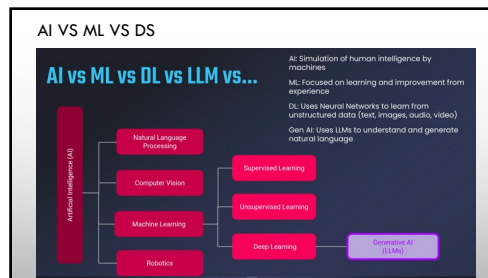 AI VS ML VS DS
AI vs ML vs DL vs LLM vs...
AI: Simulation of human intelligence by
machines
ML: Focused on learning and improvement from
experience
DL: Uses Neural Networks to learn from
unstructured data (text, images, audio, video)
Gen AI: Uses LLMs to understand and generate
natural language
Artificial Intelligence (AI)
Natural Language
Processing
Computer Vision
Machine Learning
Robotics
Supervised Learning
Unsupervised Learning
Deep Learning
Generative AI
(LLMs)